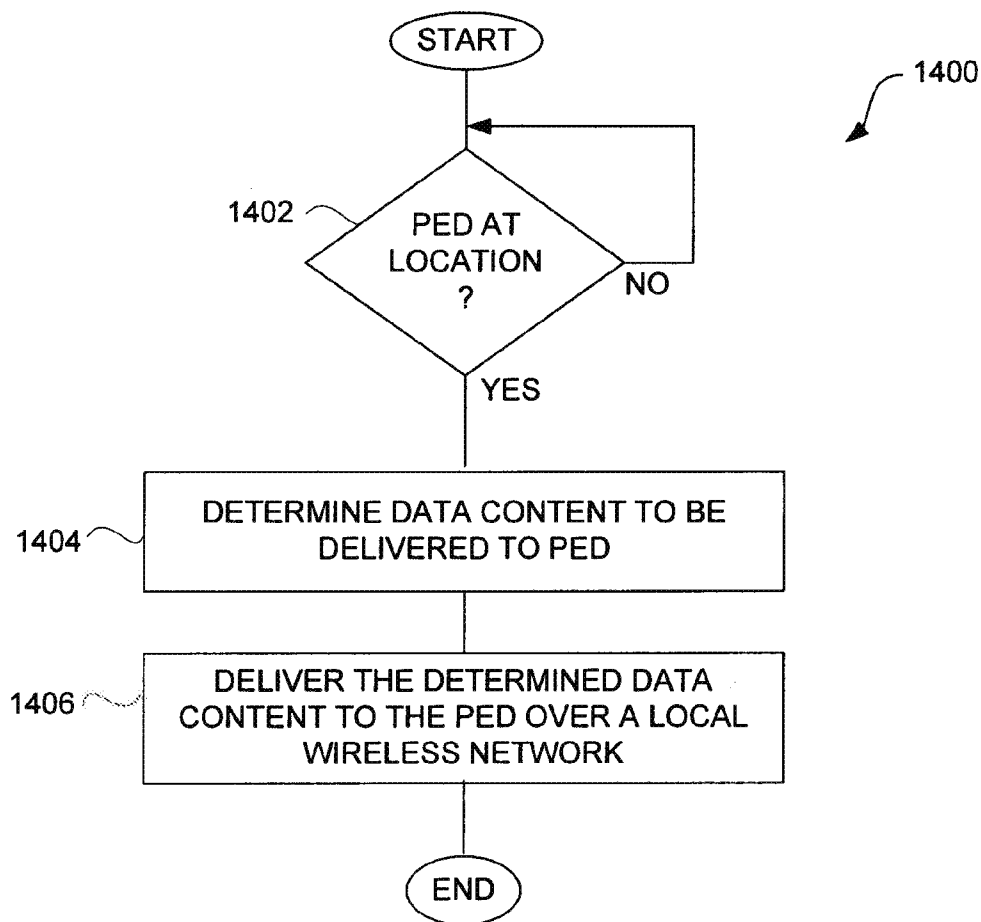 START
1400
1402
PED AT
LOCATION
?
NO
YES
1404
DETERMINE DATA CONTENT TO BE
DELIVERED TO PED
1406
DELIVER THE DETERMINED DATA
CONTENT TO THE PED OVER A LOCAL
WIRELESS NETWORK
END